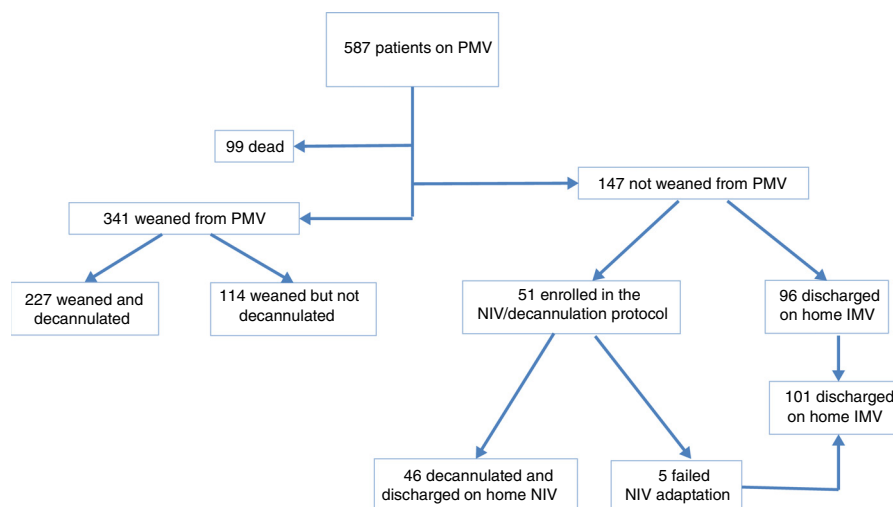 587 patients on PMV
99 dead
147 not weaned from PMV
341 weaned from PMV
227 weaned and
decannulated
114 weaned but not
decannulated
51 enrolled in the
NIV/decannulation protocol
96 discharged
on home IMV
101 discharged
on home IMV
46 decannulated and
discharged on home NIV
5 failed
NIV adaptation